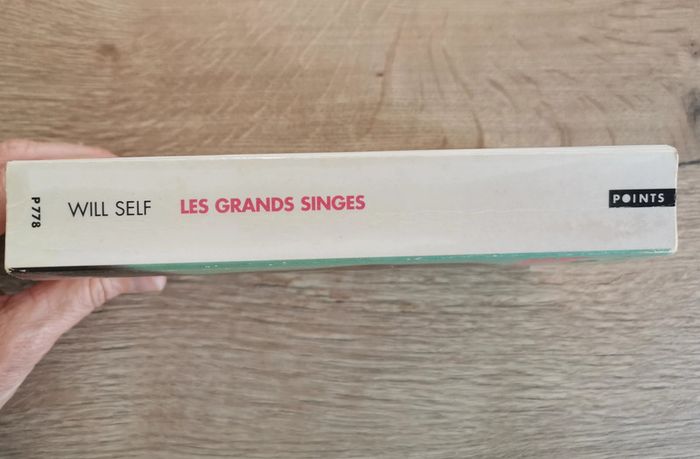 P778
WILL SELF
LES GRANDS SINGES
POINTS